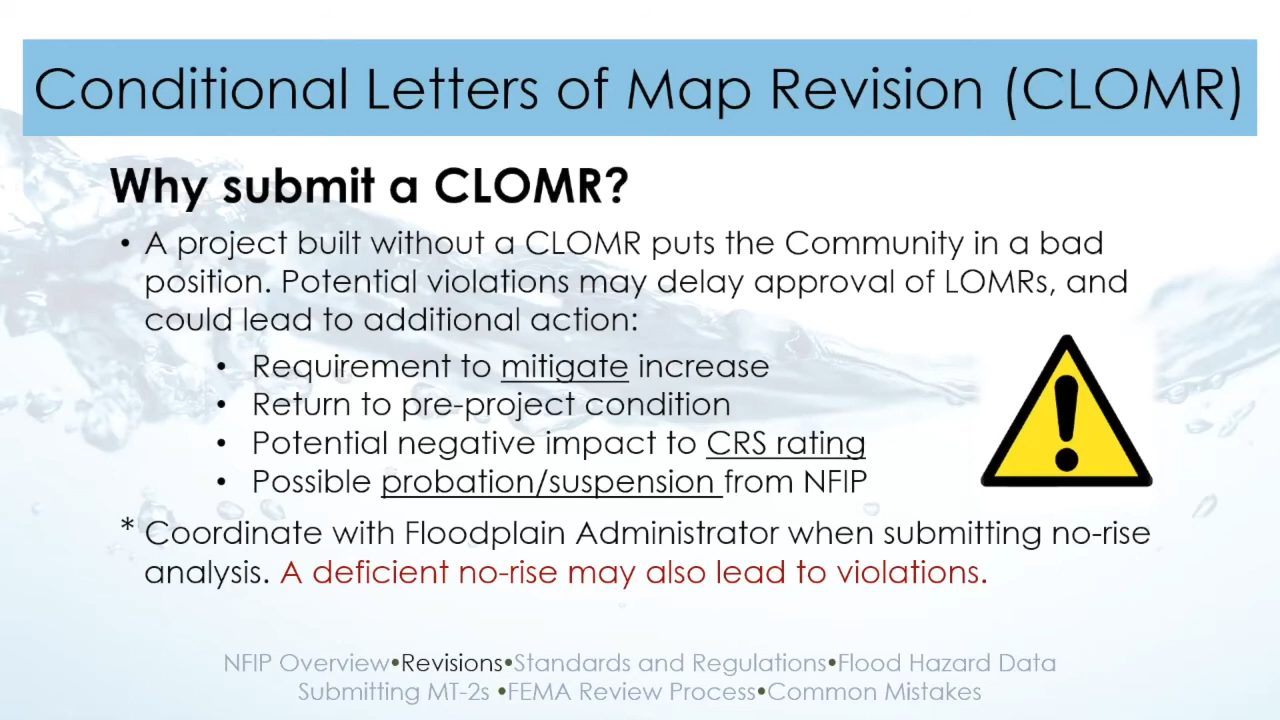 Conditional Letters of Map Revision (CLOMR)
Why submit a CLOMR?
• A project built without a CLOMR puts the Community in a bad
position. Potential violations may delay approval of LOMRs, and
could lead to additional action:
• Requirement to mitigate increase
• Return to pre-project condition
• Potential negative impact to CRS rating
• Possible probation/suspension from NFIP
* Coordinate with Floodplain Administrator when submitting no-rise
analysis. A deficient no-rise may also lead to violations.
NFIP Overview•Revisions•Standards and Regulations•Flood Hazard Data
Submitting MT-2s •FEMA Review Process•Common Mistakes